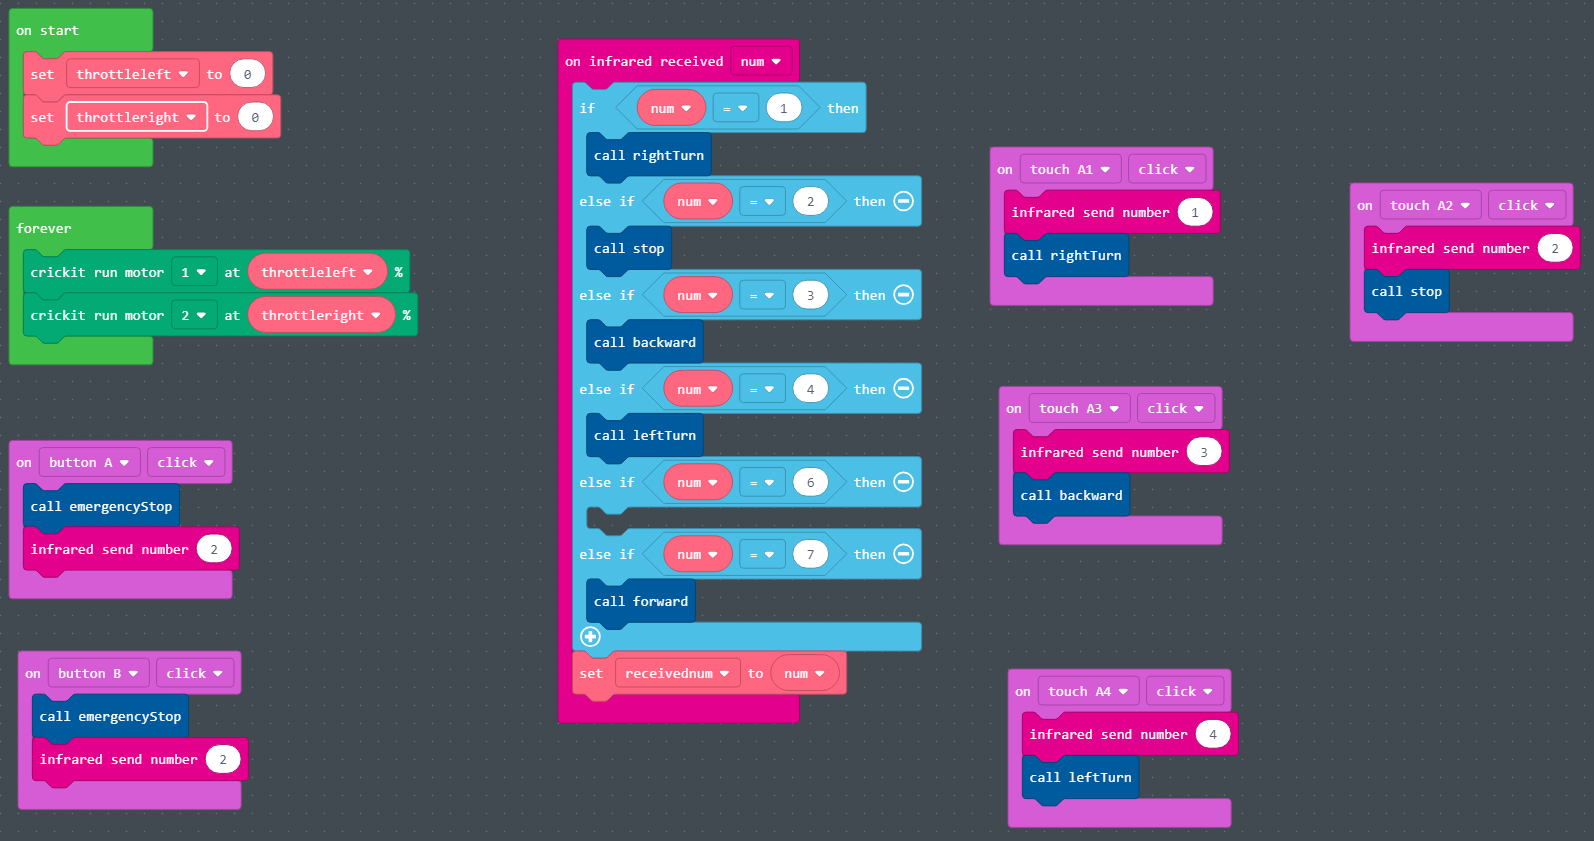 on start
set throttleleft to 0
set throttleright to 0
forever
crickit run motor 1 at throttleleft %
crickit run motor 2 at throttleright %
on button A click
call emergencyStop
infrared send number 2
on button B click
call emergencyStop
infrared send number 2
on infrared received num
if num = 1 then
call rightTurn
else if num = 2 then
call stop
else if num = 3 then
call backward
else if num = 4 then
call leftTurn
else if num = 6 then
else if num = 7 then
call forward
set receivednum to num
on touch A1 click
infrared send number 1
call rightTurn
on touch A2 click
infrared send number 2
call stop
on touch A3 click
infrared send number 3
call backward
on touch A4 click
infrared send number 4
call leftTurn